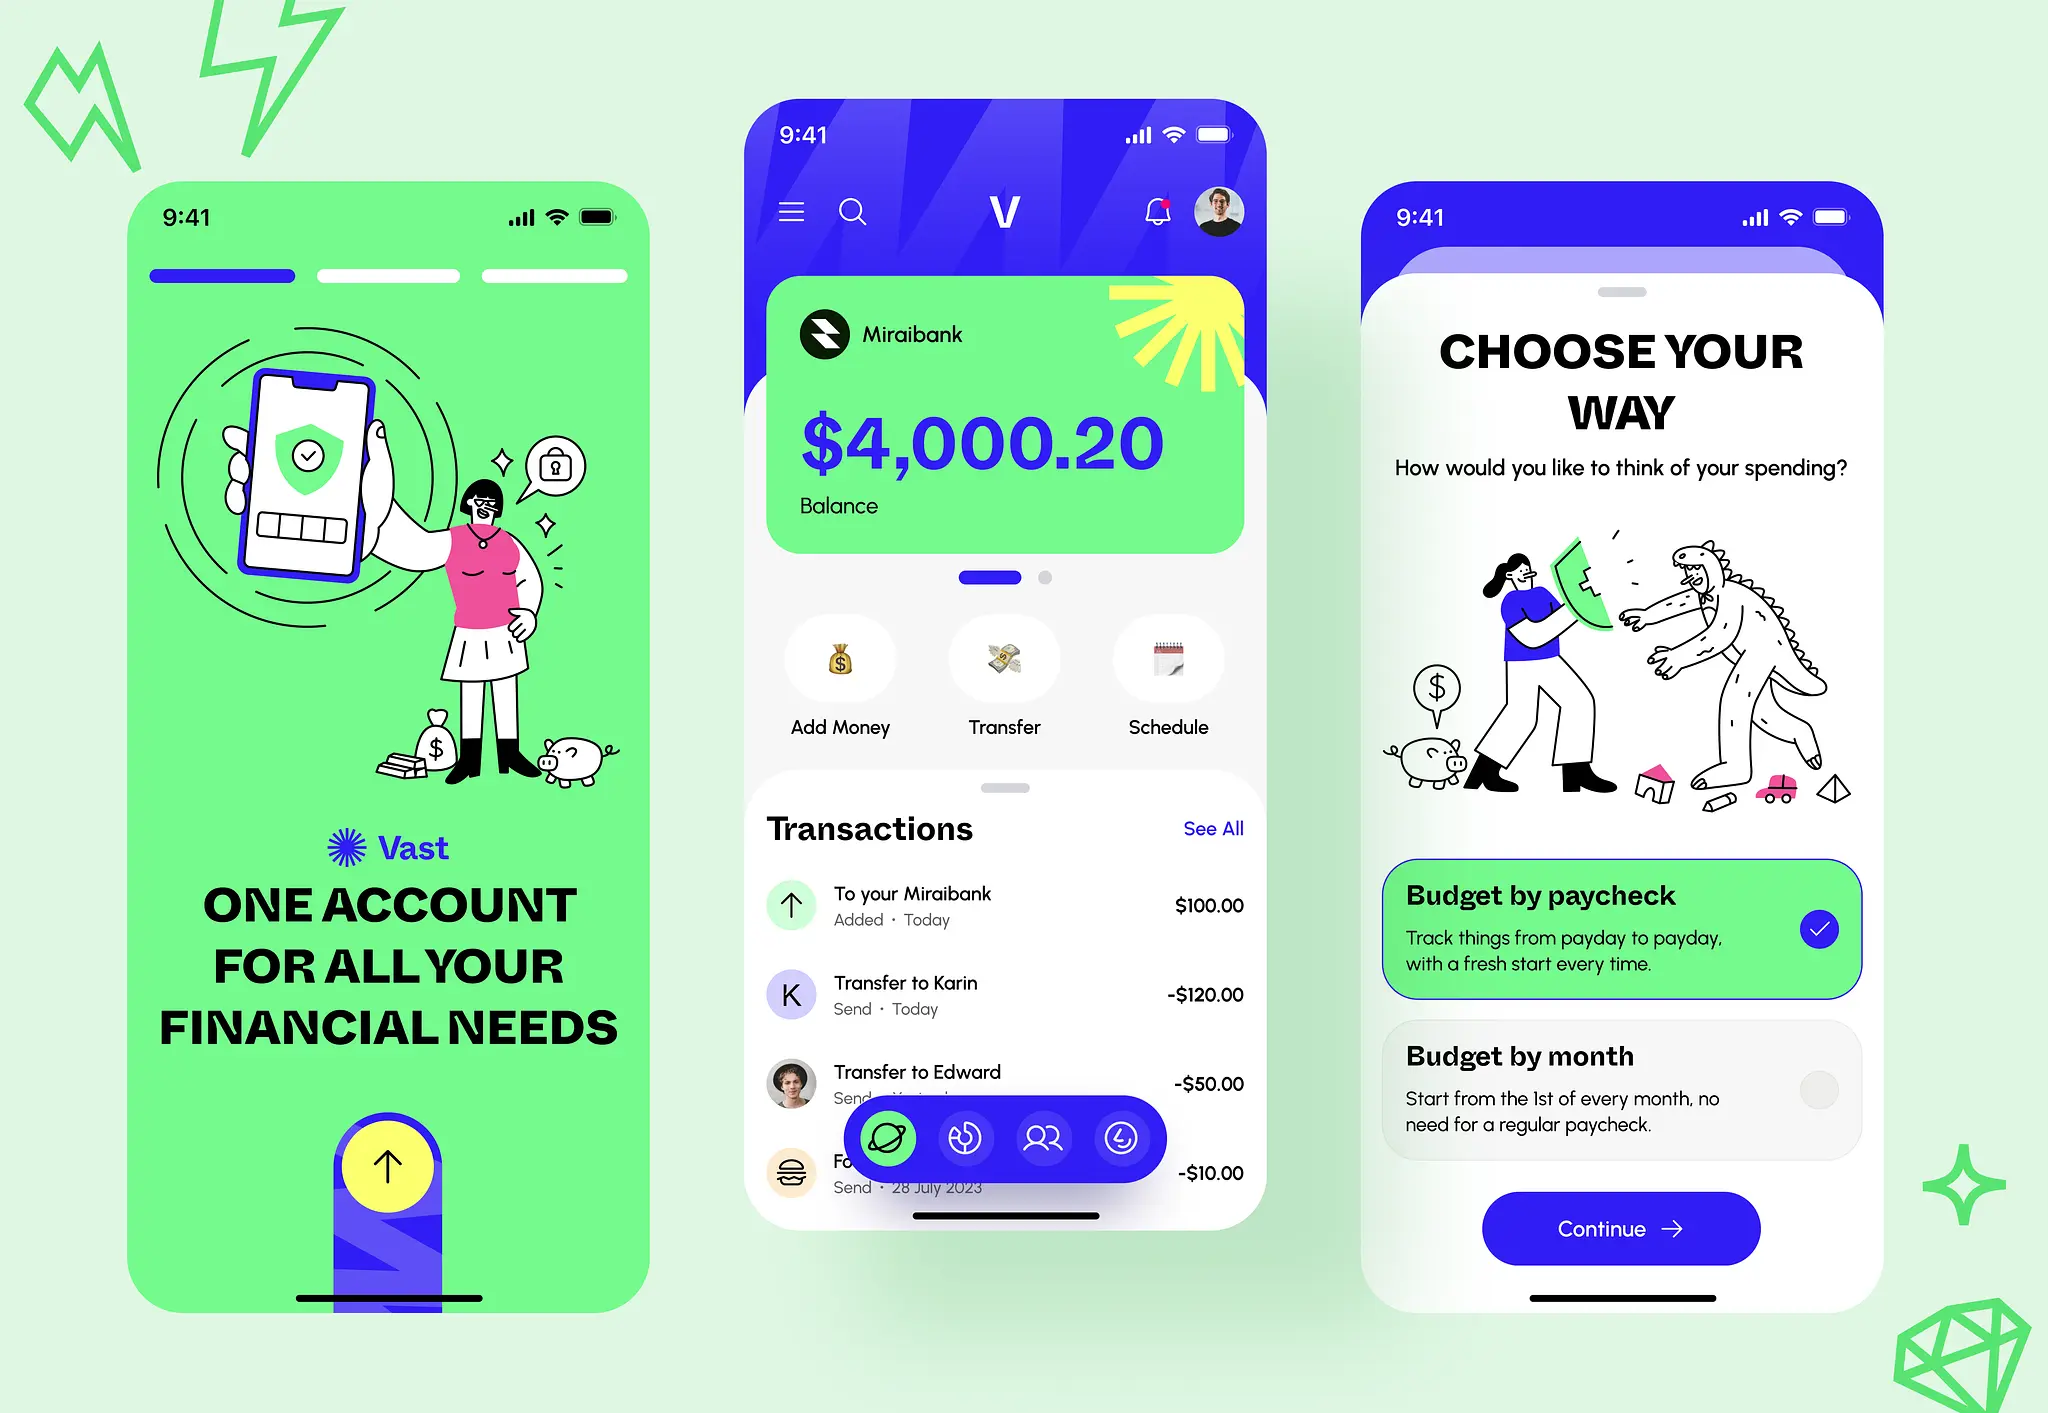 9:41
$
Vast
ONE ACCOUNT
FOR ALL YOUR
FINANCIAL NEEDS
9:41
V
Miraibank
$4,000.20
Balance
Add Money
Transfer
Schedule
Transactions
See All
To your Miraibank
$100.00
Added • Today
K
Transfer to Karin
-$120.00
Send • Today
Transfer to Edward
-$50.00
Send
-$10.00
Send • 28 July 2023
9:41
CHOOSE YOUR
WAY
How would you like to think of your spending?
$
Budget by paycheck
Track things from payday to payday,
with a fresh start every time.
Budget by month
Start from the 1st of every month, no
need for a regular paycheck.
Continue